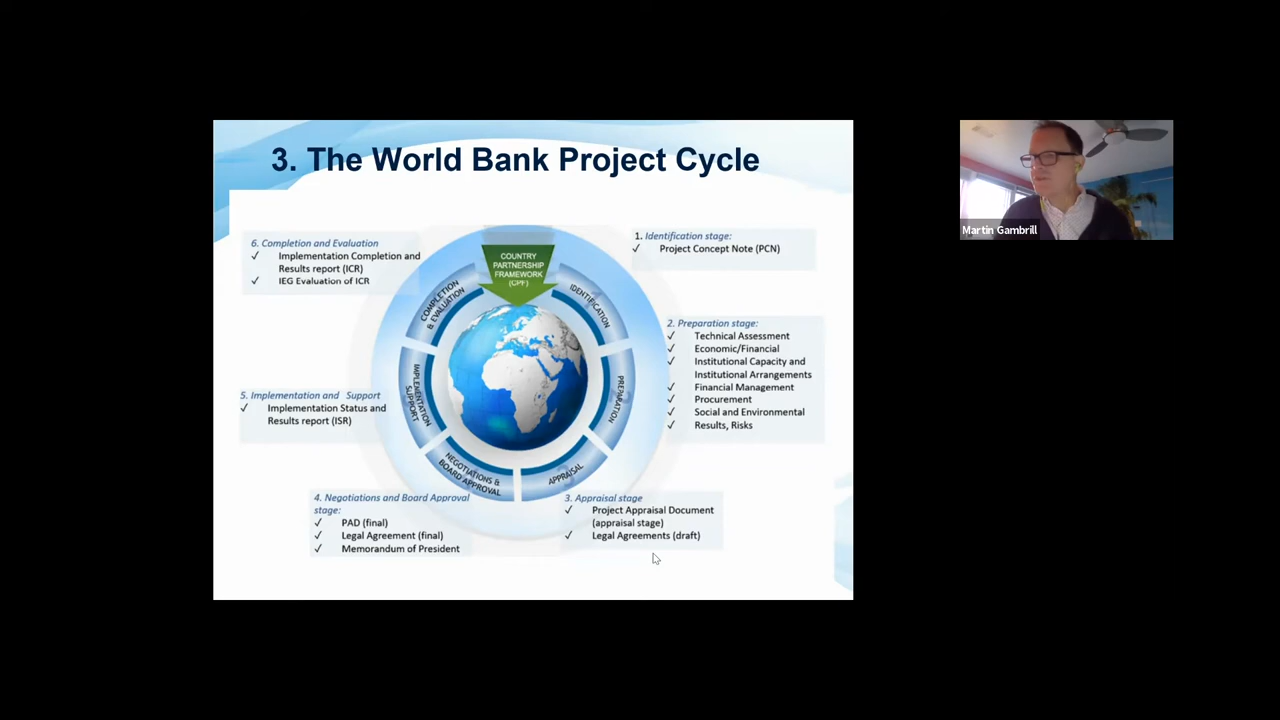 3. The World Bank Project Cycle
6. Completion and Evaluation
✓ Implementation Completion and
Results report (ICR)
✓ IEG Evaluation of ICR
COUNTRY
PARTNERSHIP
FRAMEWORK
(CPF)
1. Identification stage:
✓ Project Concept Note (PCN)
COMPLETION
& EVALUATION
IDENTIFICATION
2. Preparation stage:
✓ Technical Assessment
✓ Economic/Financial
✓ Institutional Capacity and
Institutional Arrangements
✓ Financial Management
✓ Procurement
✓ Social and Environmental
✓ Results, Risks
PREPARATION
5. Implementation and Support
✓ Implementation Status and
Results report (ISR)
IMPLEMENTATION
SUPPORT
NEGOTIATIONS &
BOARD APPROVAL
APPRAISAL
4. Negotiations and Board Approval
stage:
✓ PAD (final)
✓ Legal Agreement (final)
✓ Memorandum of President
3. Appraisal stage
✓ Project Appraisal Document
(appraisal stage)
✓ Legal Agreements (draft)
Martin Gambrill